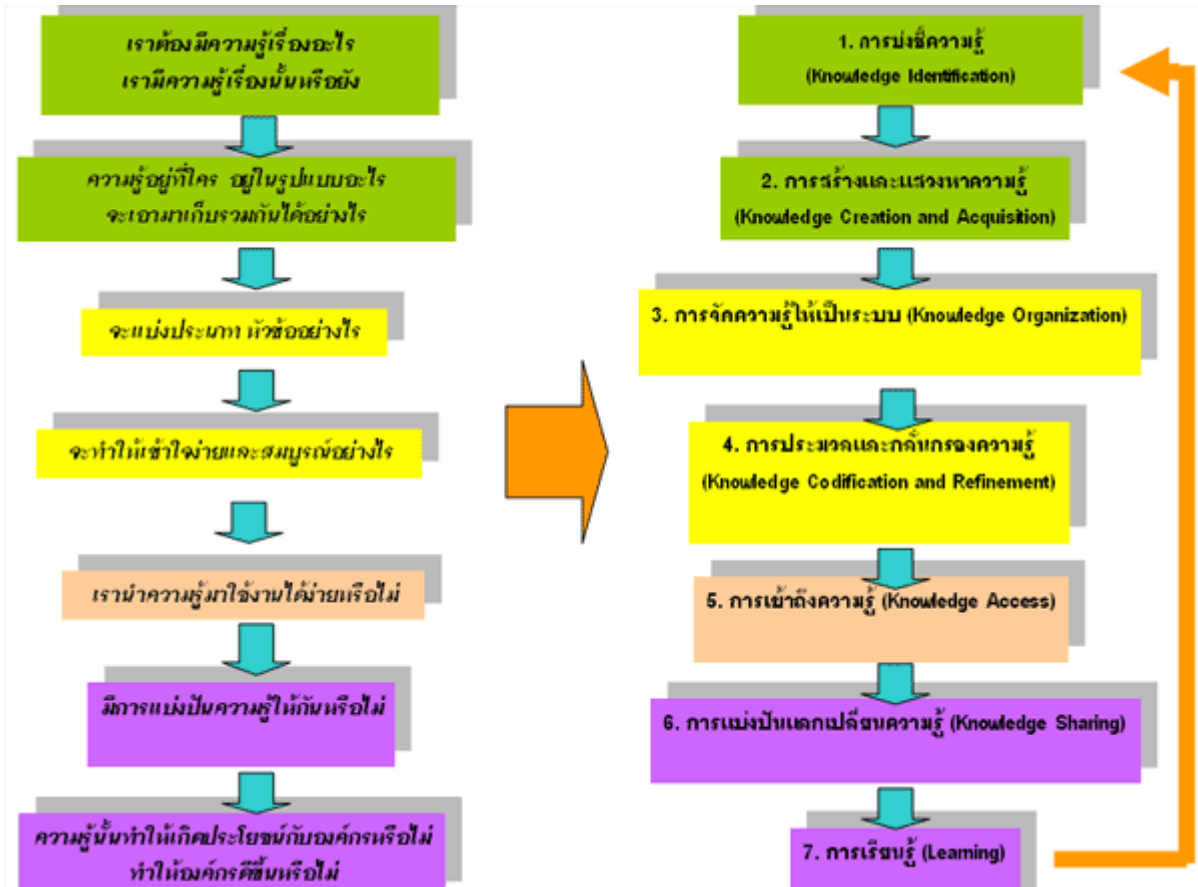 เราต้องมีความรู้เรื่องอะไร
เรามีความรู้เรื่องนั้นหรือยัง
ความรู้อยู่ที่ใคร อยู่ในรูปแบบอะไร
จะเอามาเก็บรวมกันได้อย่างไร
จะแบ่งประเภท หัวข้ออย่างไร
จะทำให้เข้าใจง่ายและสมบูรณ์อย่างไร
เรานำความรู้มาใช้งานได้ง่ายหรือไม่
มีการแบ่งปันความรู้ให้กันหรือไม่
ความรู้นั้นทำให้เกิดประโยชน์กับองค์กรหรือไม่
ทำให้องค์กรดีขึ้นหรือไม่
1. การบ่งชี้ความรู้
(Knowledge Identification)
2. การสร้างและแสวงหาความรู้
(Knowledge Creation and Acquisition)
3. การจัดความรู้ให้เป็นระบบ (Knowledge Organization)
4. การประมวลและกลั่นกรองความรู้
(Knowledge Codification and Refinement)
5. การเข้าถึงความรู้ (Knowledge Access)
6. การแบ่งปันแลกเปลี่ยนความรู้ (Knowledge Sharing)
7. การเรียนรู้ (Learning)